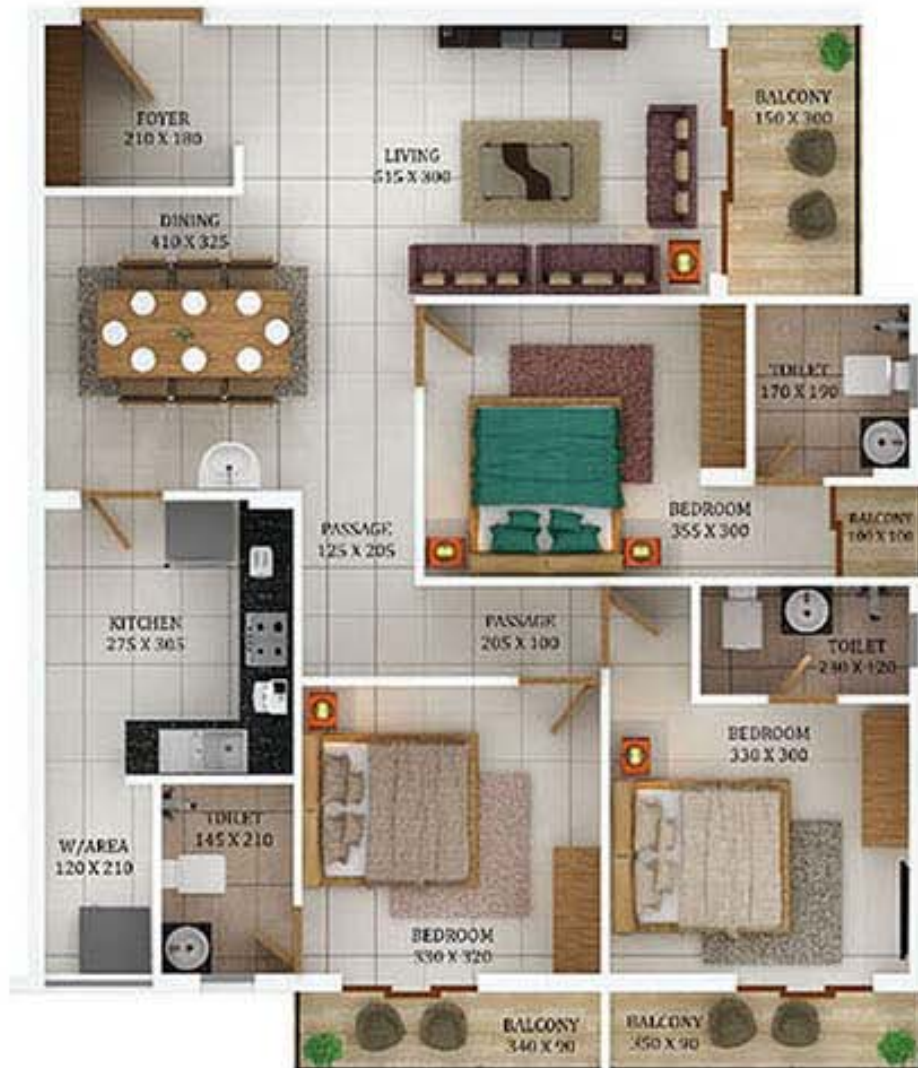 FOYER
210 X 180
LIVING
515 X 300
BALCONY
150 X 300
DINING
410 X 325
TOILET
170 X 190
BEDROOM
355 X 300
BALCONY
100 X 100
PASSAGE
125 X 205
KITCHEN
275 X 305
PASSAGE
205 X 100
TOILET
240 X 120
BEDROOM
330 X 300
TOILET
145 X 210
W/AREA
120 X 210
BEDROOM
330 X 320
BALCONY
340 X 90
BALCONY
350 X 90